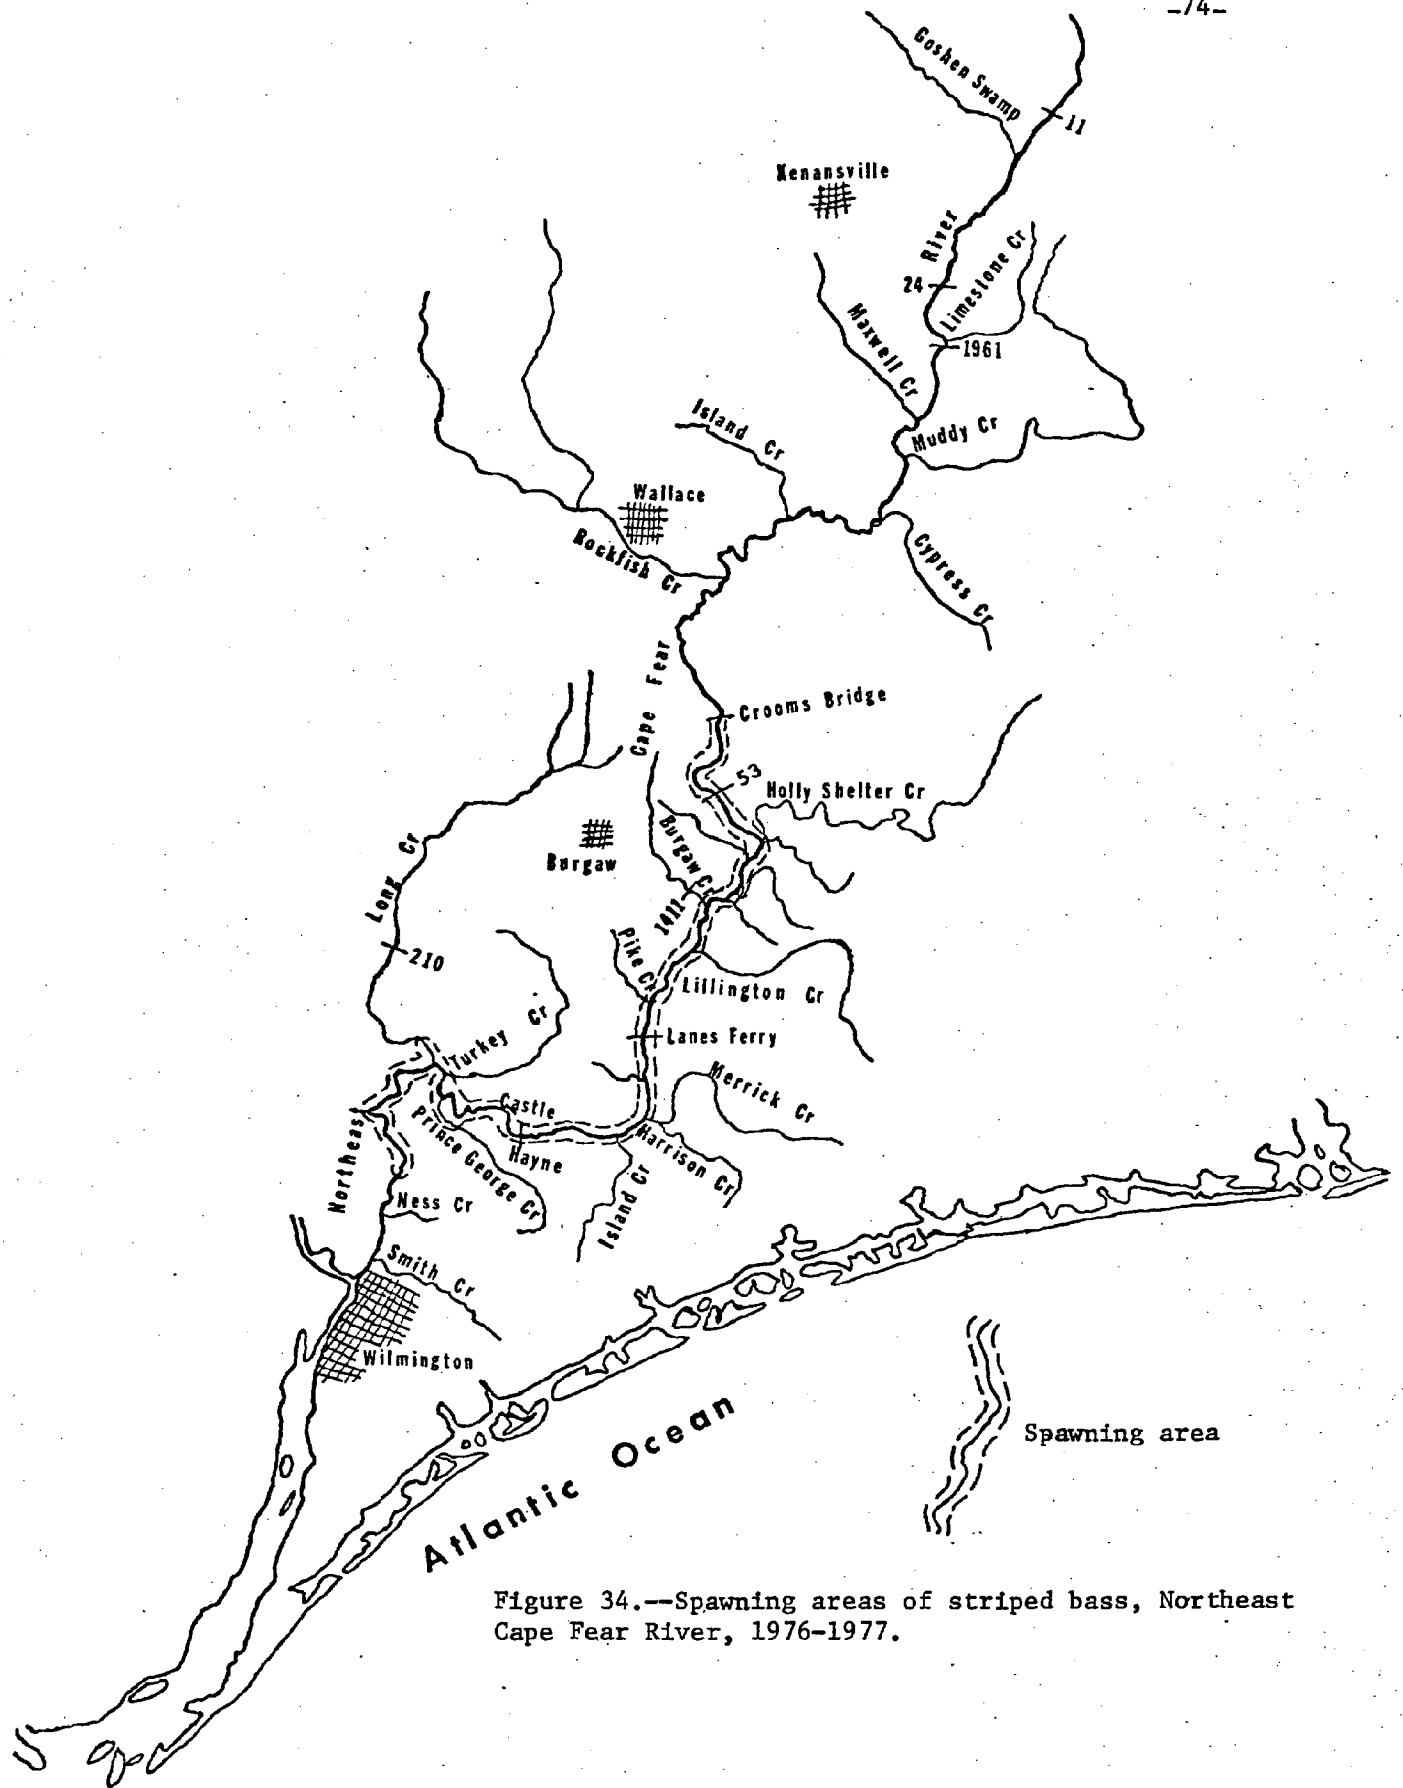 -74-
Goshen Swamp
11
Kenansville
River
24
Limestone Cr
1961
Maxwell Cr
Island Cr
Muddy Cr
Wallace
Rockfish Cr
Cypress Cr
Cape Fear
Crooms Bridge
53
Holly Shelter Cr
Burgaw
Burgaw Cr
Long Cr
1411
210
Pike Cr
Lillington Cr
Turkey Cr
Lanes Ferry
Merrick Cr
Castle
Hayne
Prince George Cr
Harrison Cr
Island Cr
Northeast
Ness Cr
Smith Cr
Wilmington
Atlantic Ocean
Spawning area
Figure 34.--Spawning areas of striped bass, Northeast
Cape Fear River, 1976-1977.